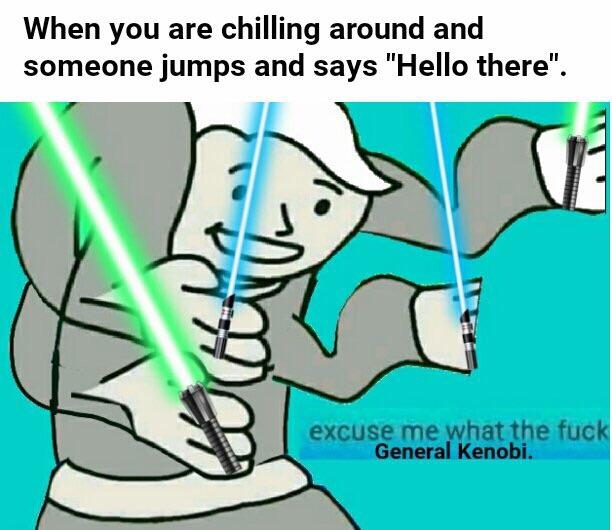 When you are chilling around and
someone jumps and says "Hello there".
excuse me what the fuck
General Kenobi.